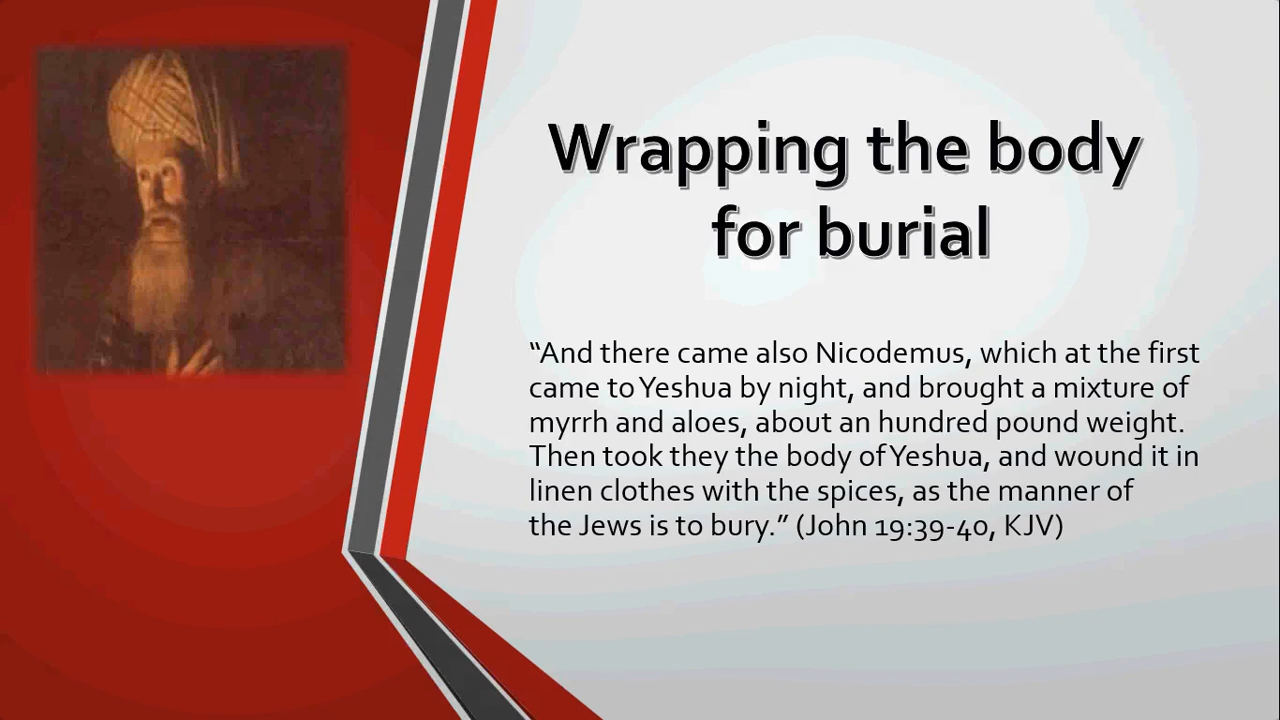 Wrapping the body
for burial
“And there came also Nicodemus, which at the first
came to Yeshua by night, and brought a mixture of
myrrh and aloes, about an hundred pound weight.
Then took they the body of Yeshua, and wound it in
linen clothes with the spices, as the manner of
the Jews is to bury.” (John 19:39-40, KJV)